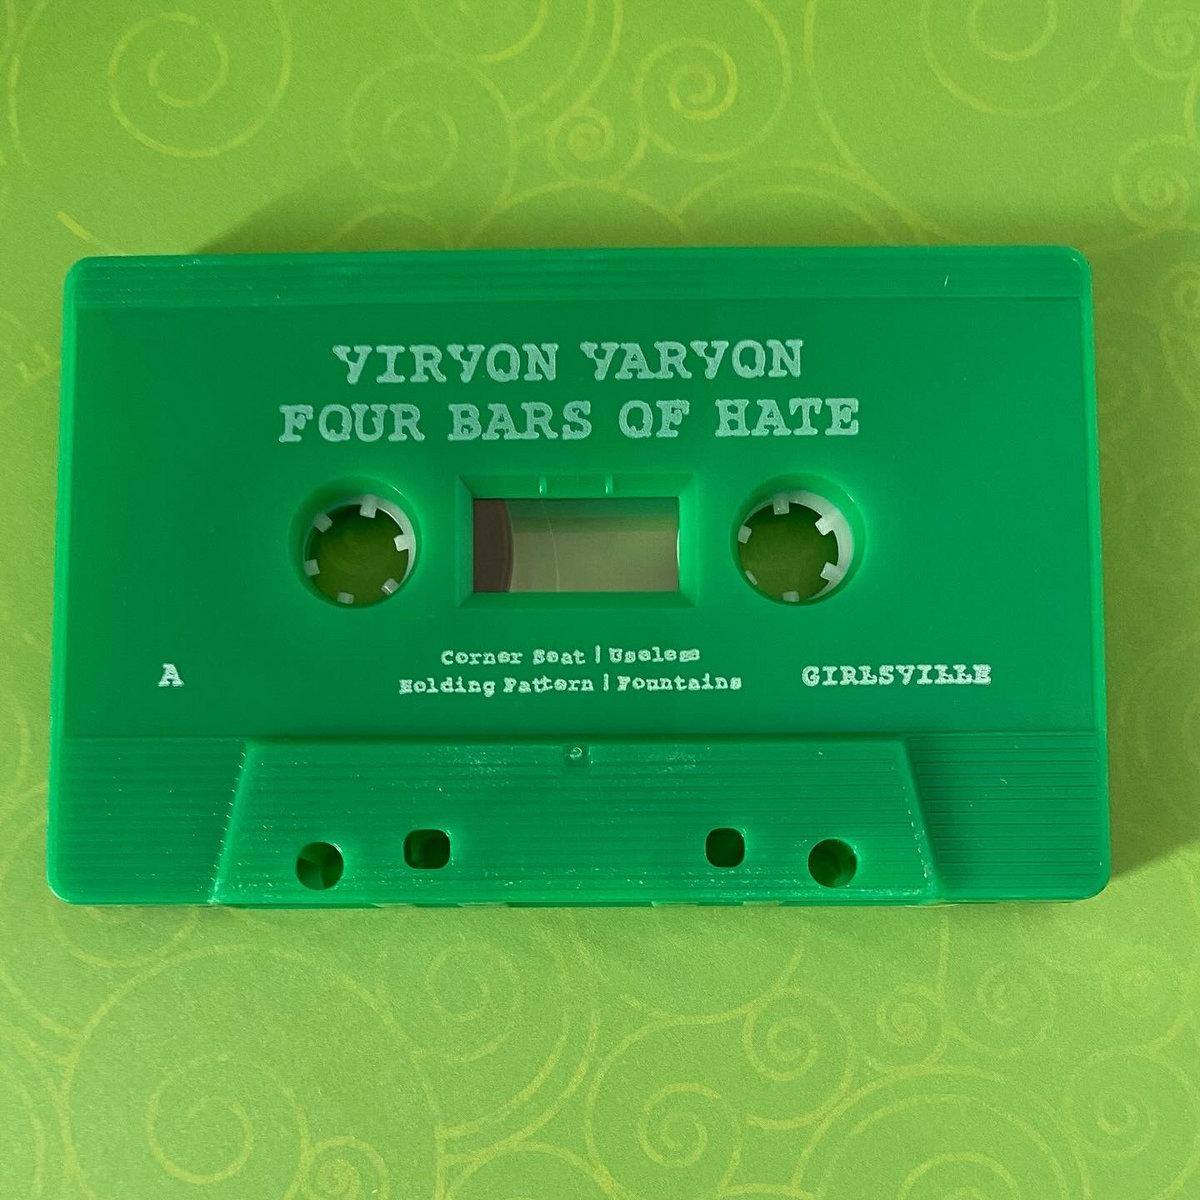 VIRVON VARVON
FOUR BARS OF HATE
A
Corner Seat | Useless
Holding Pattern | Fountains
GIRLSVILLE